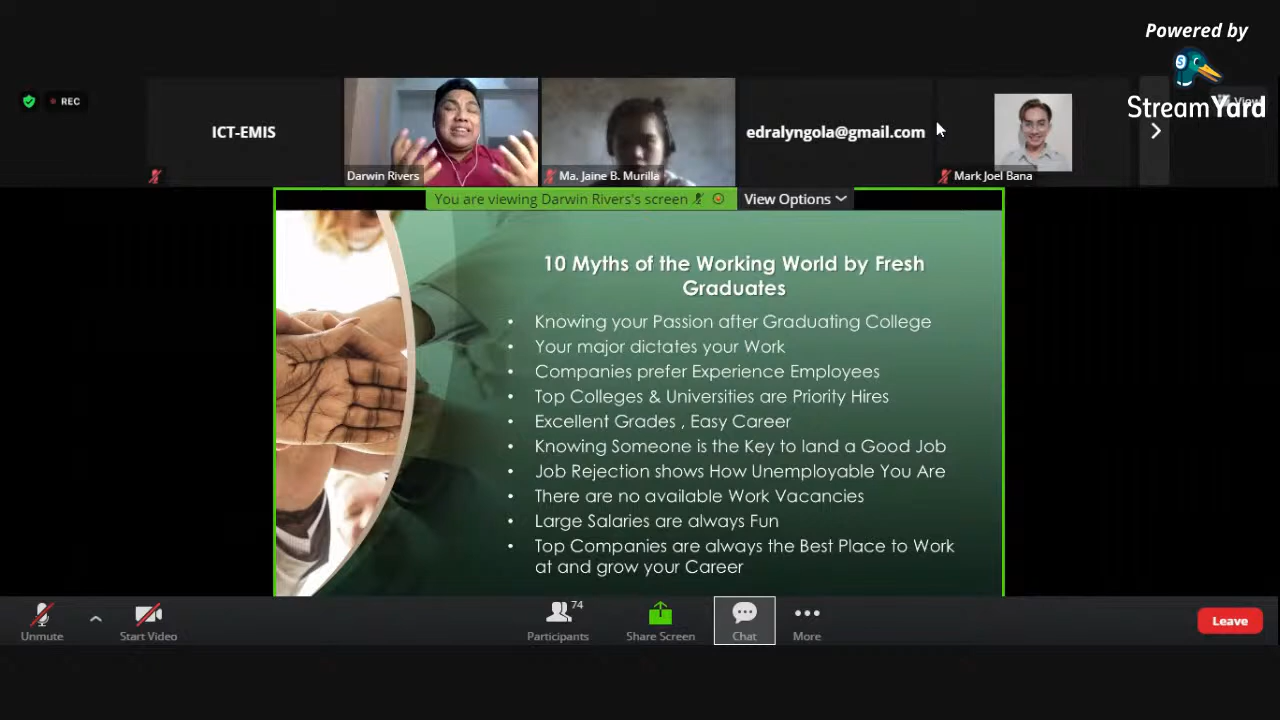 Powered by
StreamYard
View
REC
ICT-EMIS
Darwin Rivers
Ma. Jaine B. Murilla
edralyngola@gmail.com
Mark Joel Bana
You are viewing Darwin Rivers's screen
View Options
10 Myths of the Working World by Fresh
Graduates
• Knowing your Passion after Graduating College
• Your major dictates your Work
• Companies prefer Experience Employees
• Top Colleges & Universities are Priority Hires
• Excellent Grades , Easy Career
• Knowing Someone is the Key to land a Good Job
• Job Rejection shows How Unemployable You Are
• There are no available Work Vacancies
• Large Salaries are always Fun
• Top Companies are always the Best Place to Work
at and grow your Career
Unmute
Start Video
74
Participants
Share Screen
Chat
More
Leave